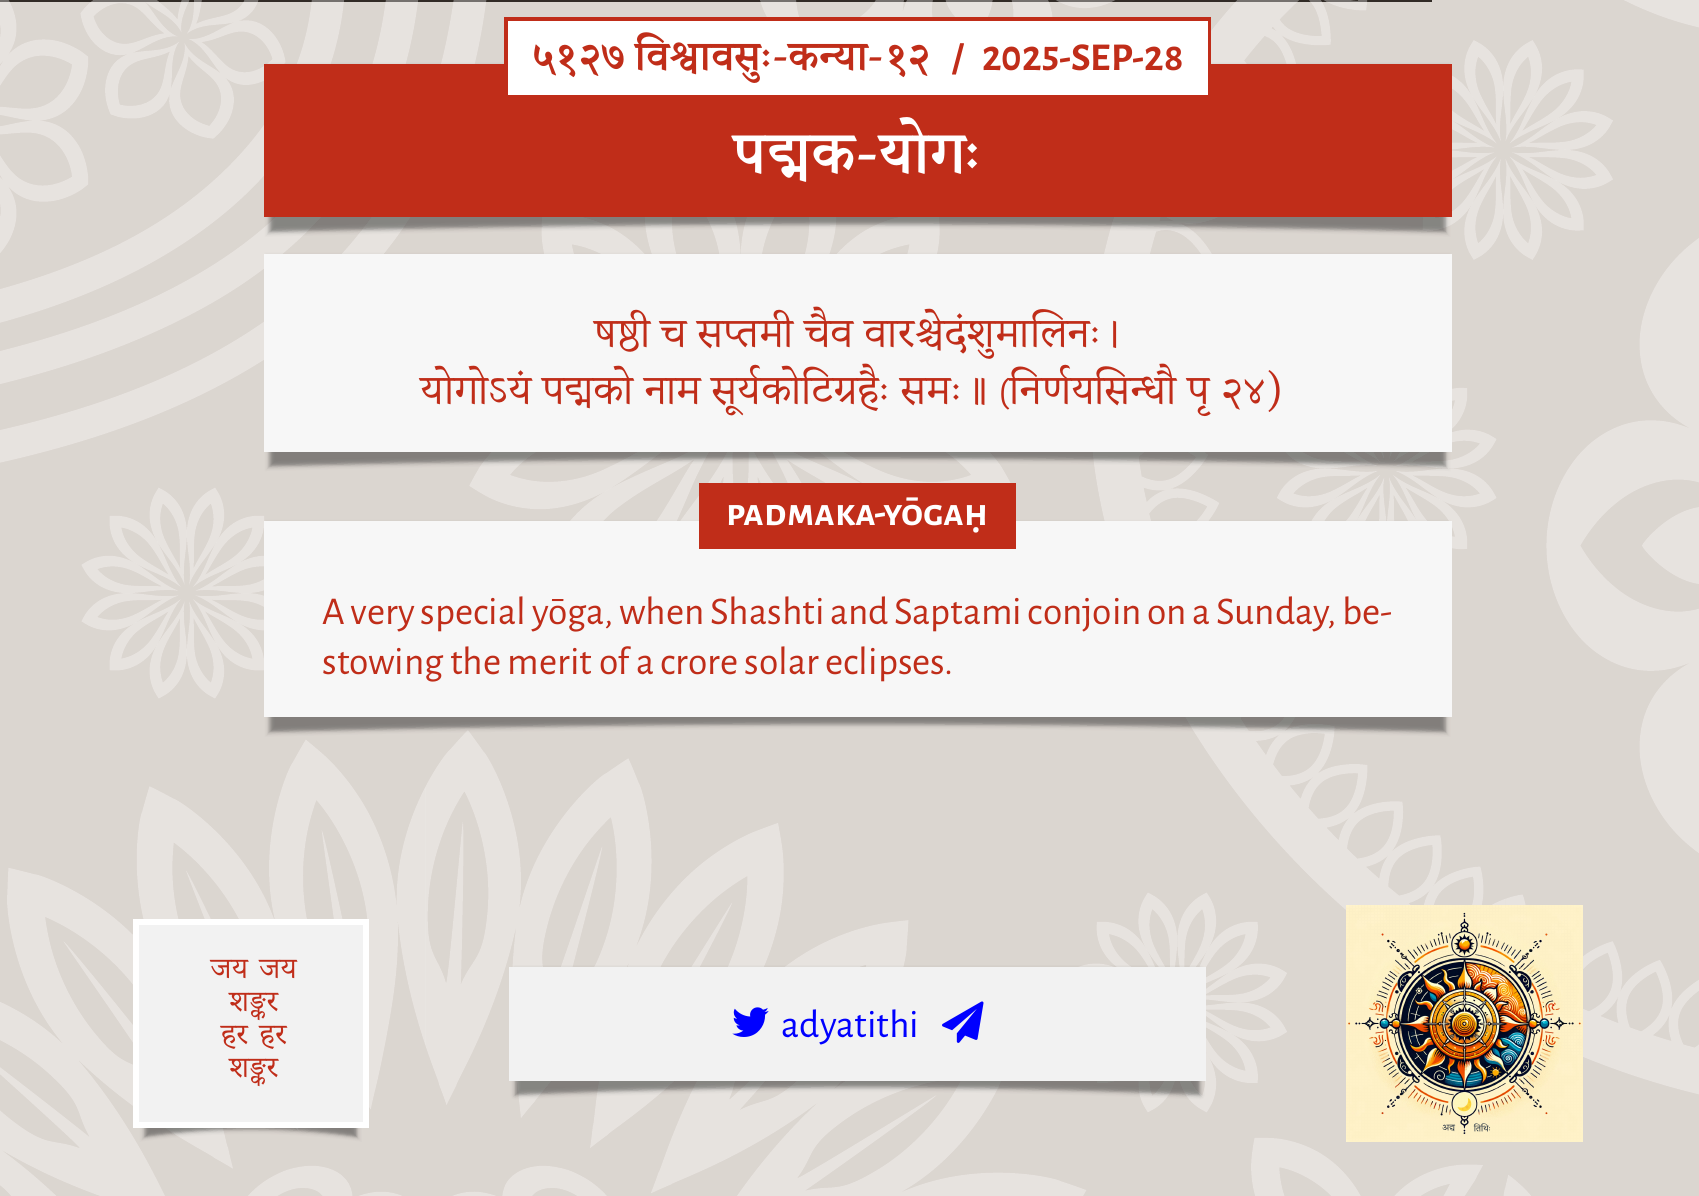 ५१२७ विश्वावसुः-कन्या-१२ / 2025-SEP-28
पद्मक-योगः
षष्ठी च सप्तमी चैव वारश्चेदंशुमालिनः।
योगोऽयं पद्मको नाम सूर्यकोटिग्रहैः समः॥ (निर्णयसिन्धौ पृ २४)
PADMAKA-YŌGAḤ
A very special yōga, when Shashti and Saptami conjoin on a Sunday, be-
stowing the merit of a crore solar eclipses.
जय जय
शङ्कर
हर हर
शङ्कर
adyatithi
अद्य तिथिः